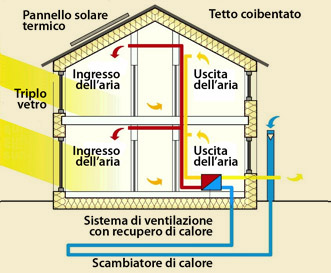 Pannello solare
termico
Tetto coibentato
Ingresso
dell'aria
Uscita
dell'aria
Triplo
vetro
Ingresso
dell'aria
Uscita
dell'aria
Sistema di ventilazione
con recupero di calore
Scambiatore di calore